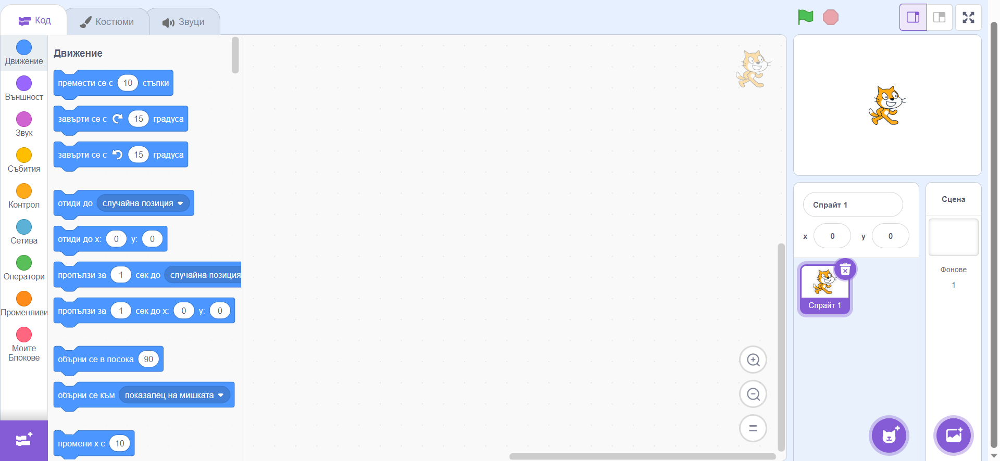 Код
Костюми
Звуци
Движение
Външност
Звук
Събития
Контрол
Сетива
Оператори
Променливи
Моите
Блокове
Движение
премести се с 10 стъпки
завърти се с 15 градуса
завърти се с 15 градуса
отиди до случайна позиция
отиди до x: 0 y: 0
пропълзи за 1 сек до случайна позиция
пропълзи за 1 сек до x: 0 y: 0
обърни се в посока 90
обърни се към показалец на мишката
промени x с 10
Спрайт 1
x 0 y 0
Спрайт 1
Сцена
Фонове
1